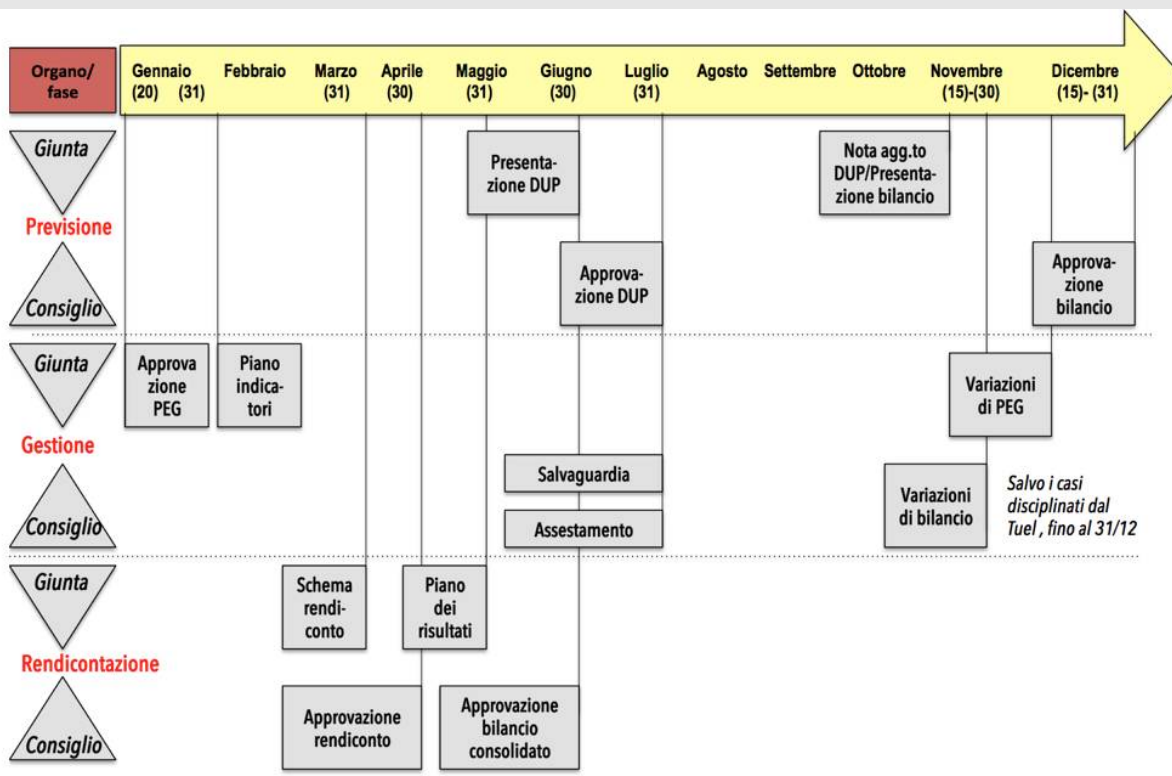 Organo/
fase
Gennaio
(20) (31)
Febbraio
Marzo
(31)
Aprile
(30)
Maggio
(31)
Giugno
(30)
Luglio
(31)
Agosto
Settembre
Ottobre
Novembre
(15)-(30)
Dicembre
(15)- (31)
Giunta
Presenta-
zione DUP
Nota agg.to
DUP/Presenta-
zione bilancio
Previsione
Consiglio
Approva-
zione DUP
Approva-
zione
bilancio
Giunta
Approva
zione
PEG
Piano
indica-
tori
Variazioni
di PEG
Gestione
Consiglio
Salvaguardia
Assestamento
Variazioni
di bilancio
Salvo i casi
disciplinati dal
Tuel , fino al 31/12
Giunta
Schema
rendi-
conto
Piano
dei
risultati
Rendicontazione
Consiglio
Approvazione
rendiconto
Approvazione
bilancio
consolidato